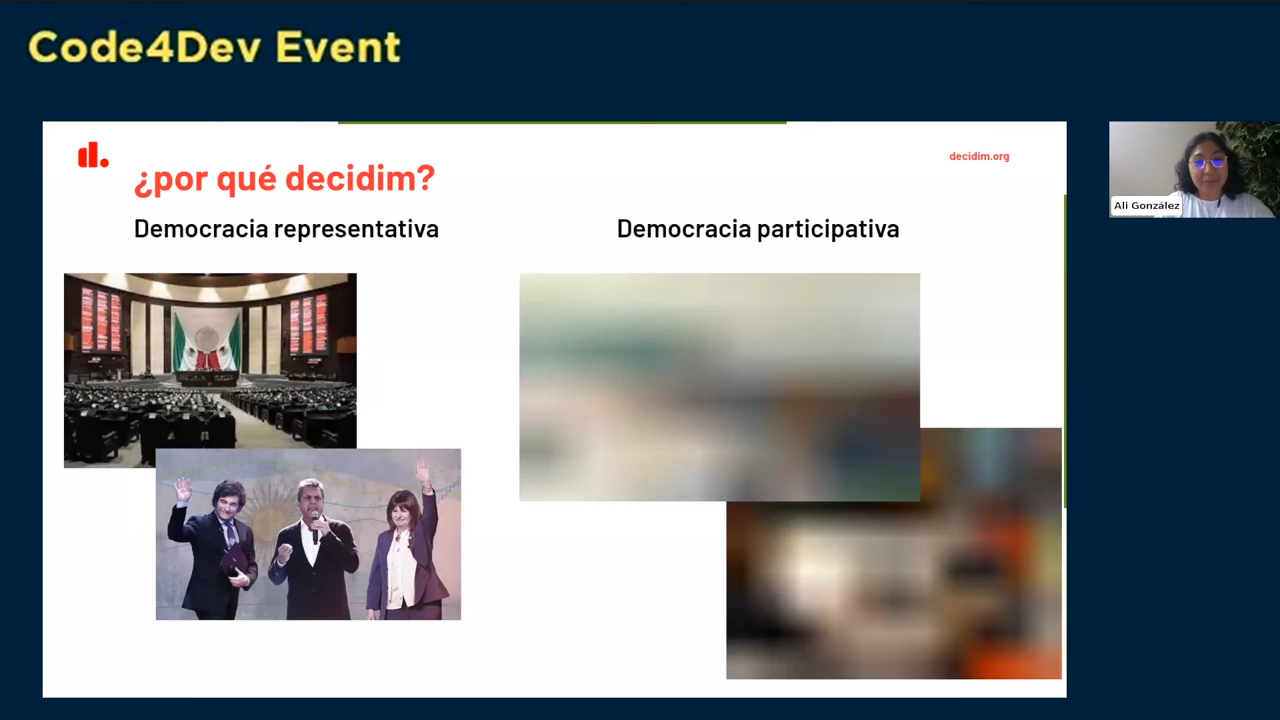 Code4Dev Event
decidim.org
¿por qué decidim?
Democracia representativa
Democracia participativa
Ali González